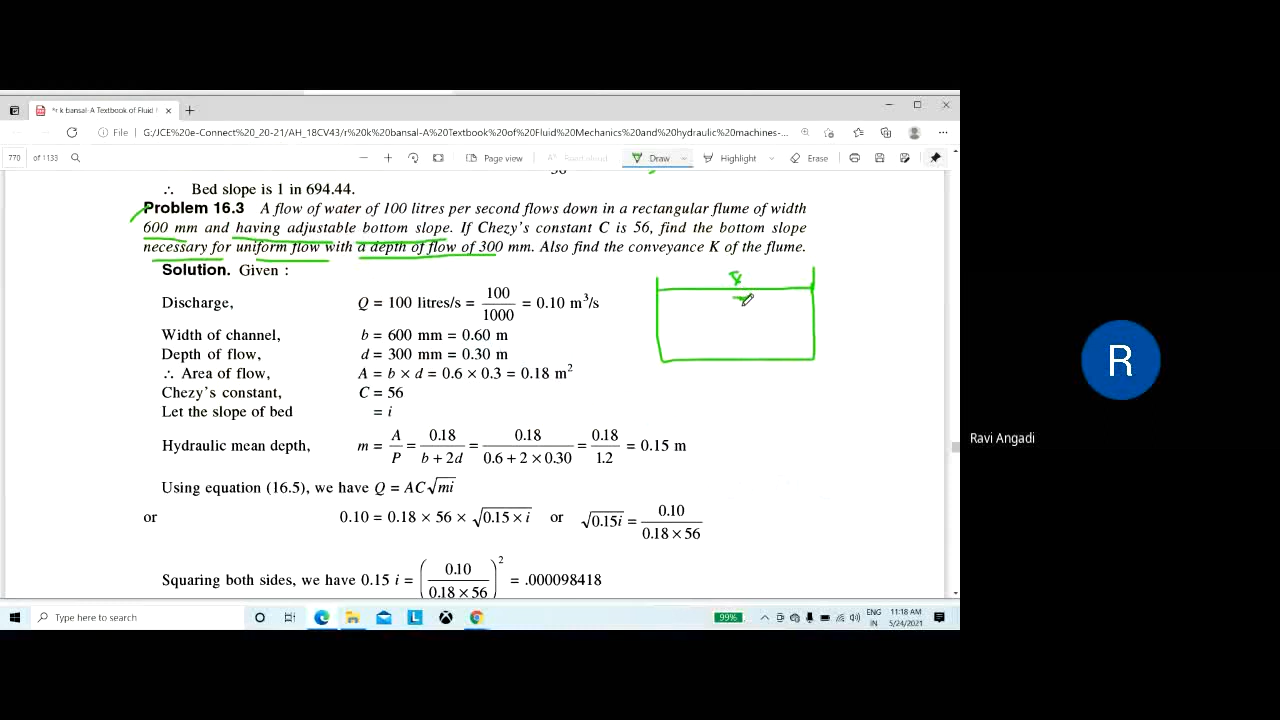 *r k bansal-A Textbook of Fluid I
File
G:/JCE%20e-Connect%20_20-21/AH_18CV43/r%20k%20bansal-A%20Textbook%20of%20Fluid%20Mechanics%20and%20hydraulic%20machines-...
770 of 1133
Page view
Read aloud
Draw
Highlight
Erase
∴ Bed slope is 1 in 694.44.
Problem 16.3 A flow of water of 100 litres per second flows down in a rectangular flume of width
600 mm and having adjustable bottom slope. If Chezy's constant C is 56, find the bottom slope
necessary for uniform flow with a depth of flow of 300 mm. Also find the conveyance K of the flume.
Solution. Given :
Discharge, Q = 100 litres/s = 100/1000 = 0.10 m³/s
Width of channel, b = 600 mm = 0.60 m
Depth of flow, d = 300 mm = 0.30 m
∴ Area of flow, A = b × d = 0.6 × 0.3 = 0.18 m²
Chezy's constant, C = 56
Let the slope of bed = i
Hydraulic mean depth, m = A/P = 0.18/(b + 2d) = 0.18/(0.6 + 2 × 0.30) = 0.18/1.2 = 0.15 m
Using equation (16.5), we have Q = AC√mi
or 0.10 = 0.18 × 56 × √(0.15 × i) or √0.15i = 0.10/(0.18 × 56)
Squaring both sides, we have 0.15 i = (0.10/(0.18 × 56))² = .000098418
Type here to search
99%
ENG
IN
11:18 AM
5/24/2021
R
Ravi Angadi